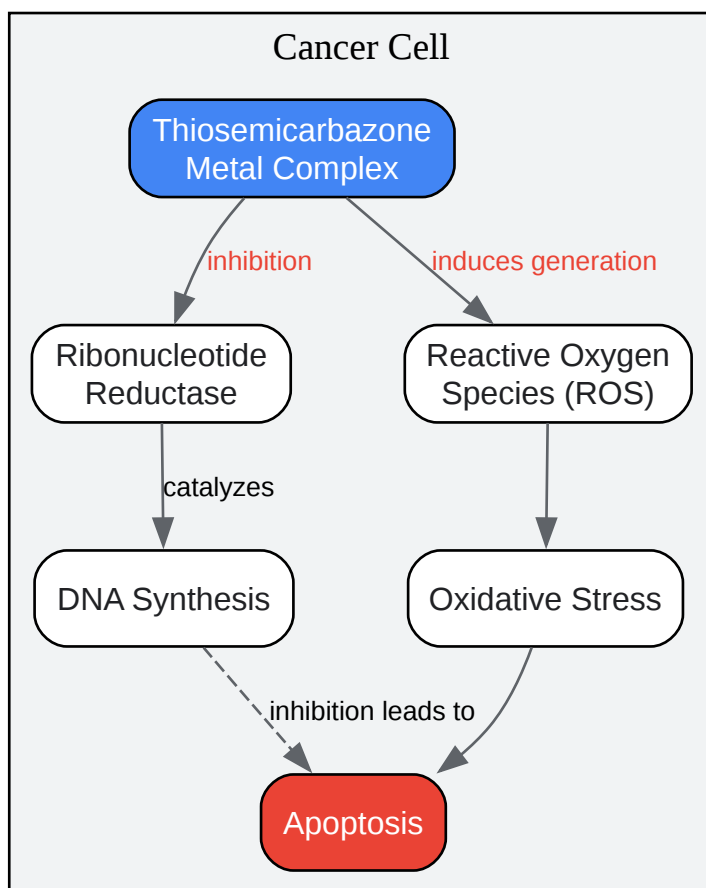 Cancer Cell
Thiosemicarbazone
Metal Complex
inhibition
induces generation
Ribonucleotide
Reductase
Reactive Oxygen
Species (ROS)
catalyzes
DNA Synthesis
Oxidative Stress
inhibition leads to
Apoptosis